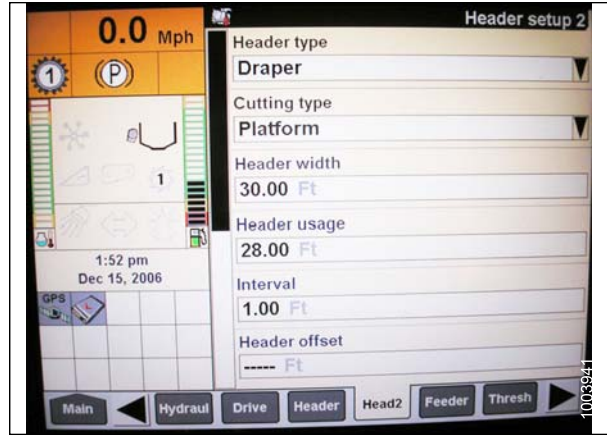 0.0 Mph
Header setup 2
1
(P)
Header type
Draper
Cutting type
Platform
Header width
30.00 Ft
1
Header usage
28.00 Ft
1:52 pm
Dec 15, 2006
Interval
1.00 Ft
GPS
Header offset
----- Ft
Main
Hydraul
Drive
Header
Head2
Feeder
Thresh
1003941